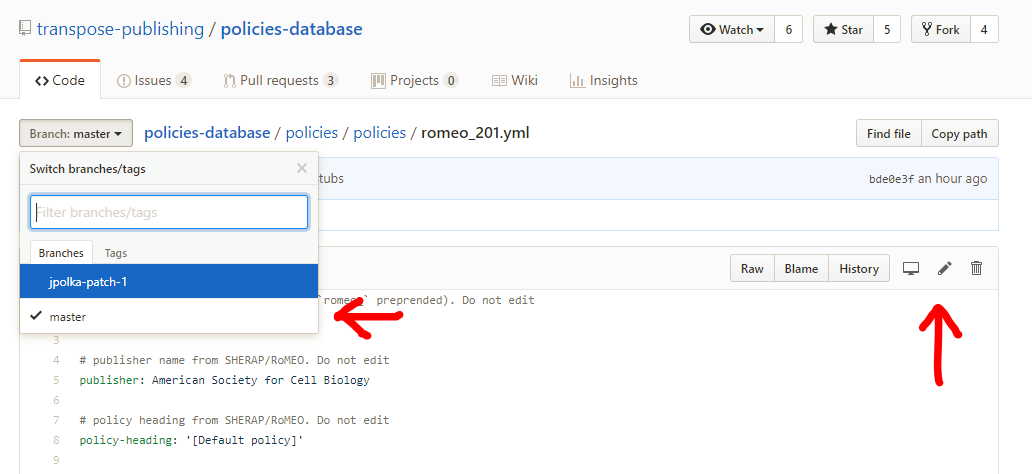 transpose-publishing / policies-database
Watch 6 Star 5 Fork 4
Code Issues 4 Pull requests 3 Projects 0 Wiki Insights
Branch: master policies-database / policies / policies / romeo_201.yml Find file Copy path
Switch branches/tags
stubs bde0e3f an hour ago
Filter branches/tags
Branches Tags
Raw Blame History
jpolka-patch-1
preprended). Do not edit
master
3
4 # publisher name from SHERAP/RoMEO. Do not edit
5 publisher: American Society for Cell Biology
6
7 # policy heading from SHERAP/RoMEO. Do not edit
8 policy-heading: '[Default policy]'
9